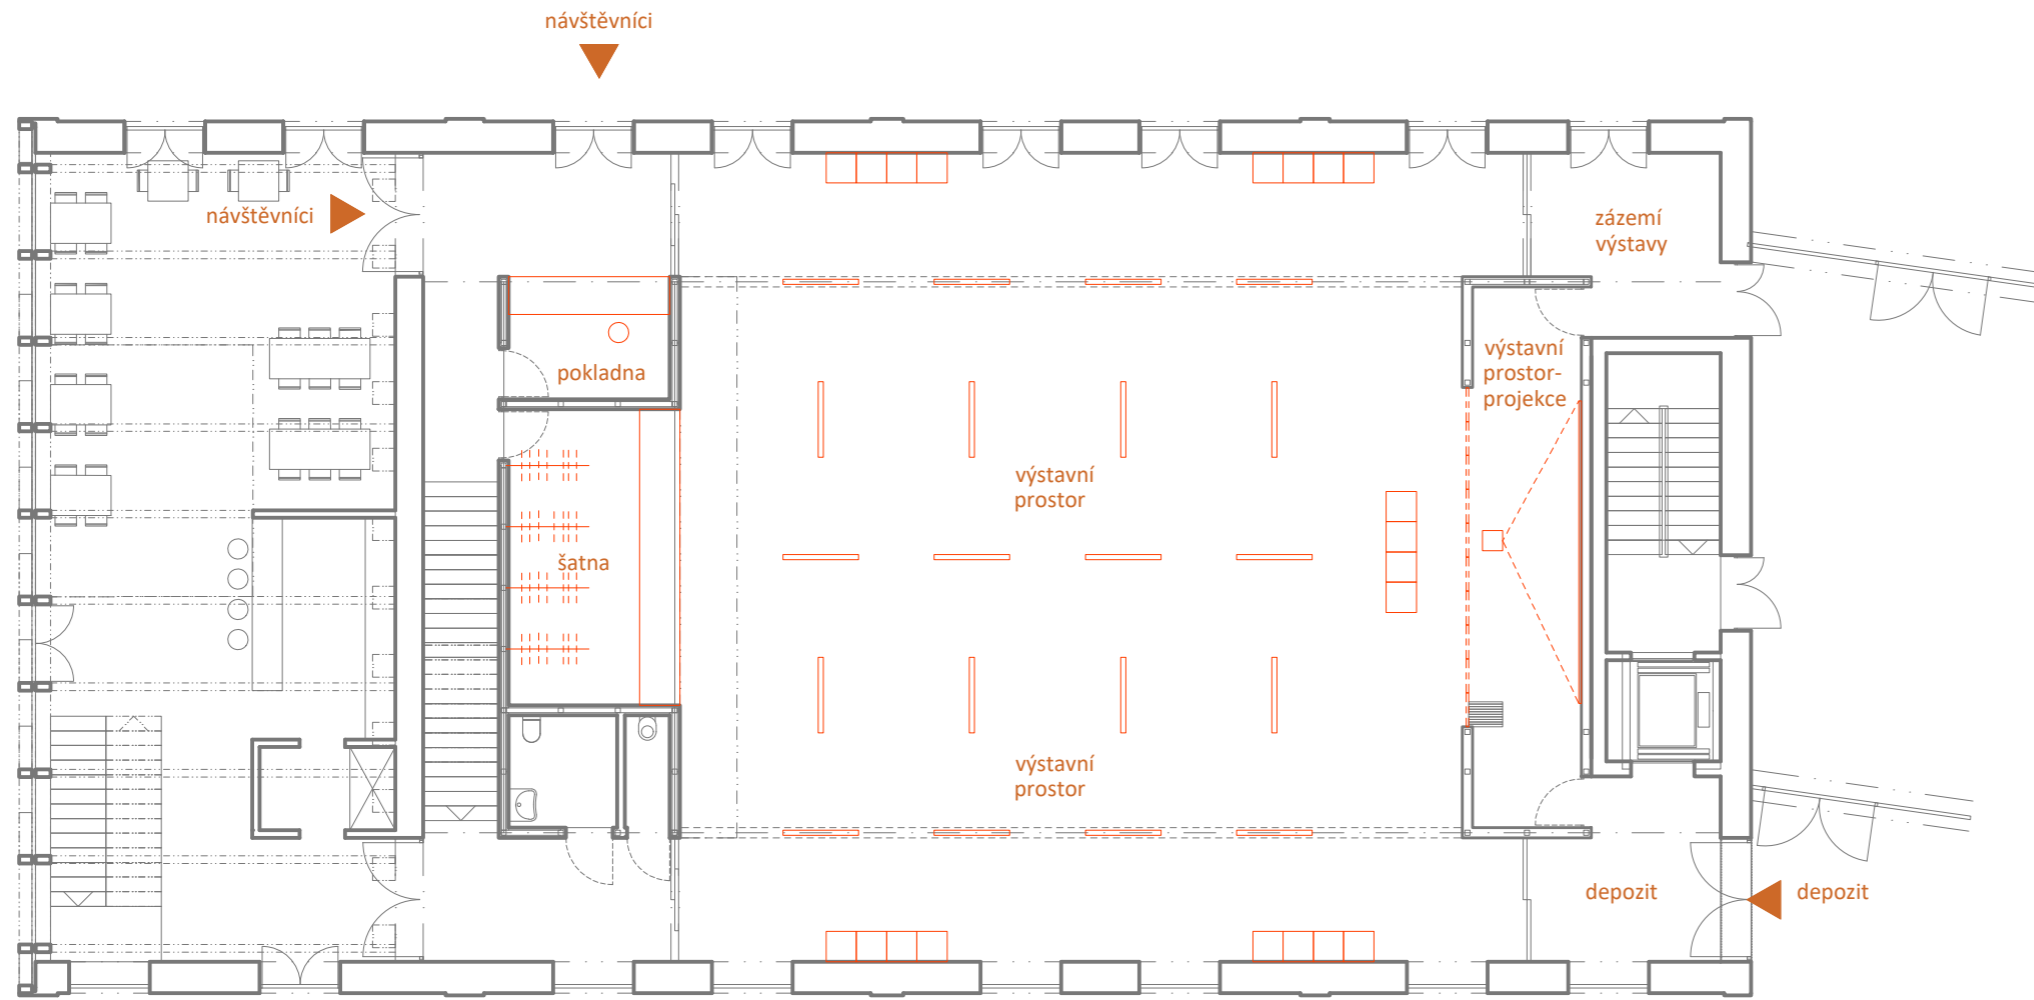 návštěvníci
návštěvníci
zázemí
výstavy
pokladna
výstavní
prostor-
projekce
výstavní
prostor
šatna
výstavní
prostor
depozit
depozit